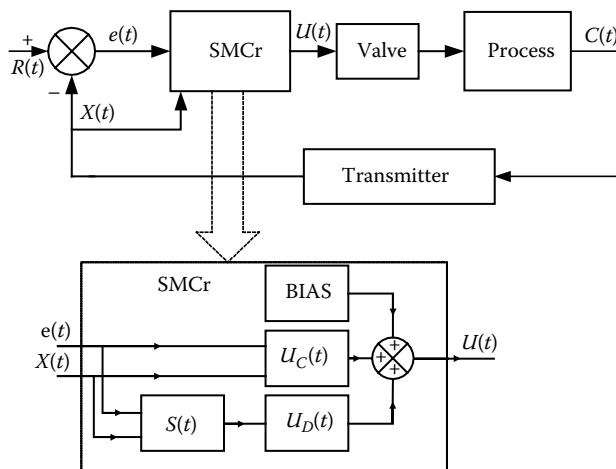 +
R(t)
−
e(t)
SMCr
U(t)
Valve
Process
C(t)
X(t)
Transmitter
SMCr
BIAS
e(t)
X(t)
U_C(t)
+
+
+
U(t)
S(t)
U_D(t)